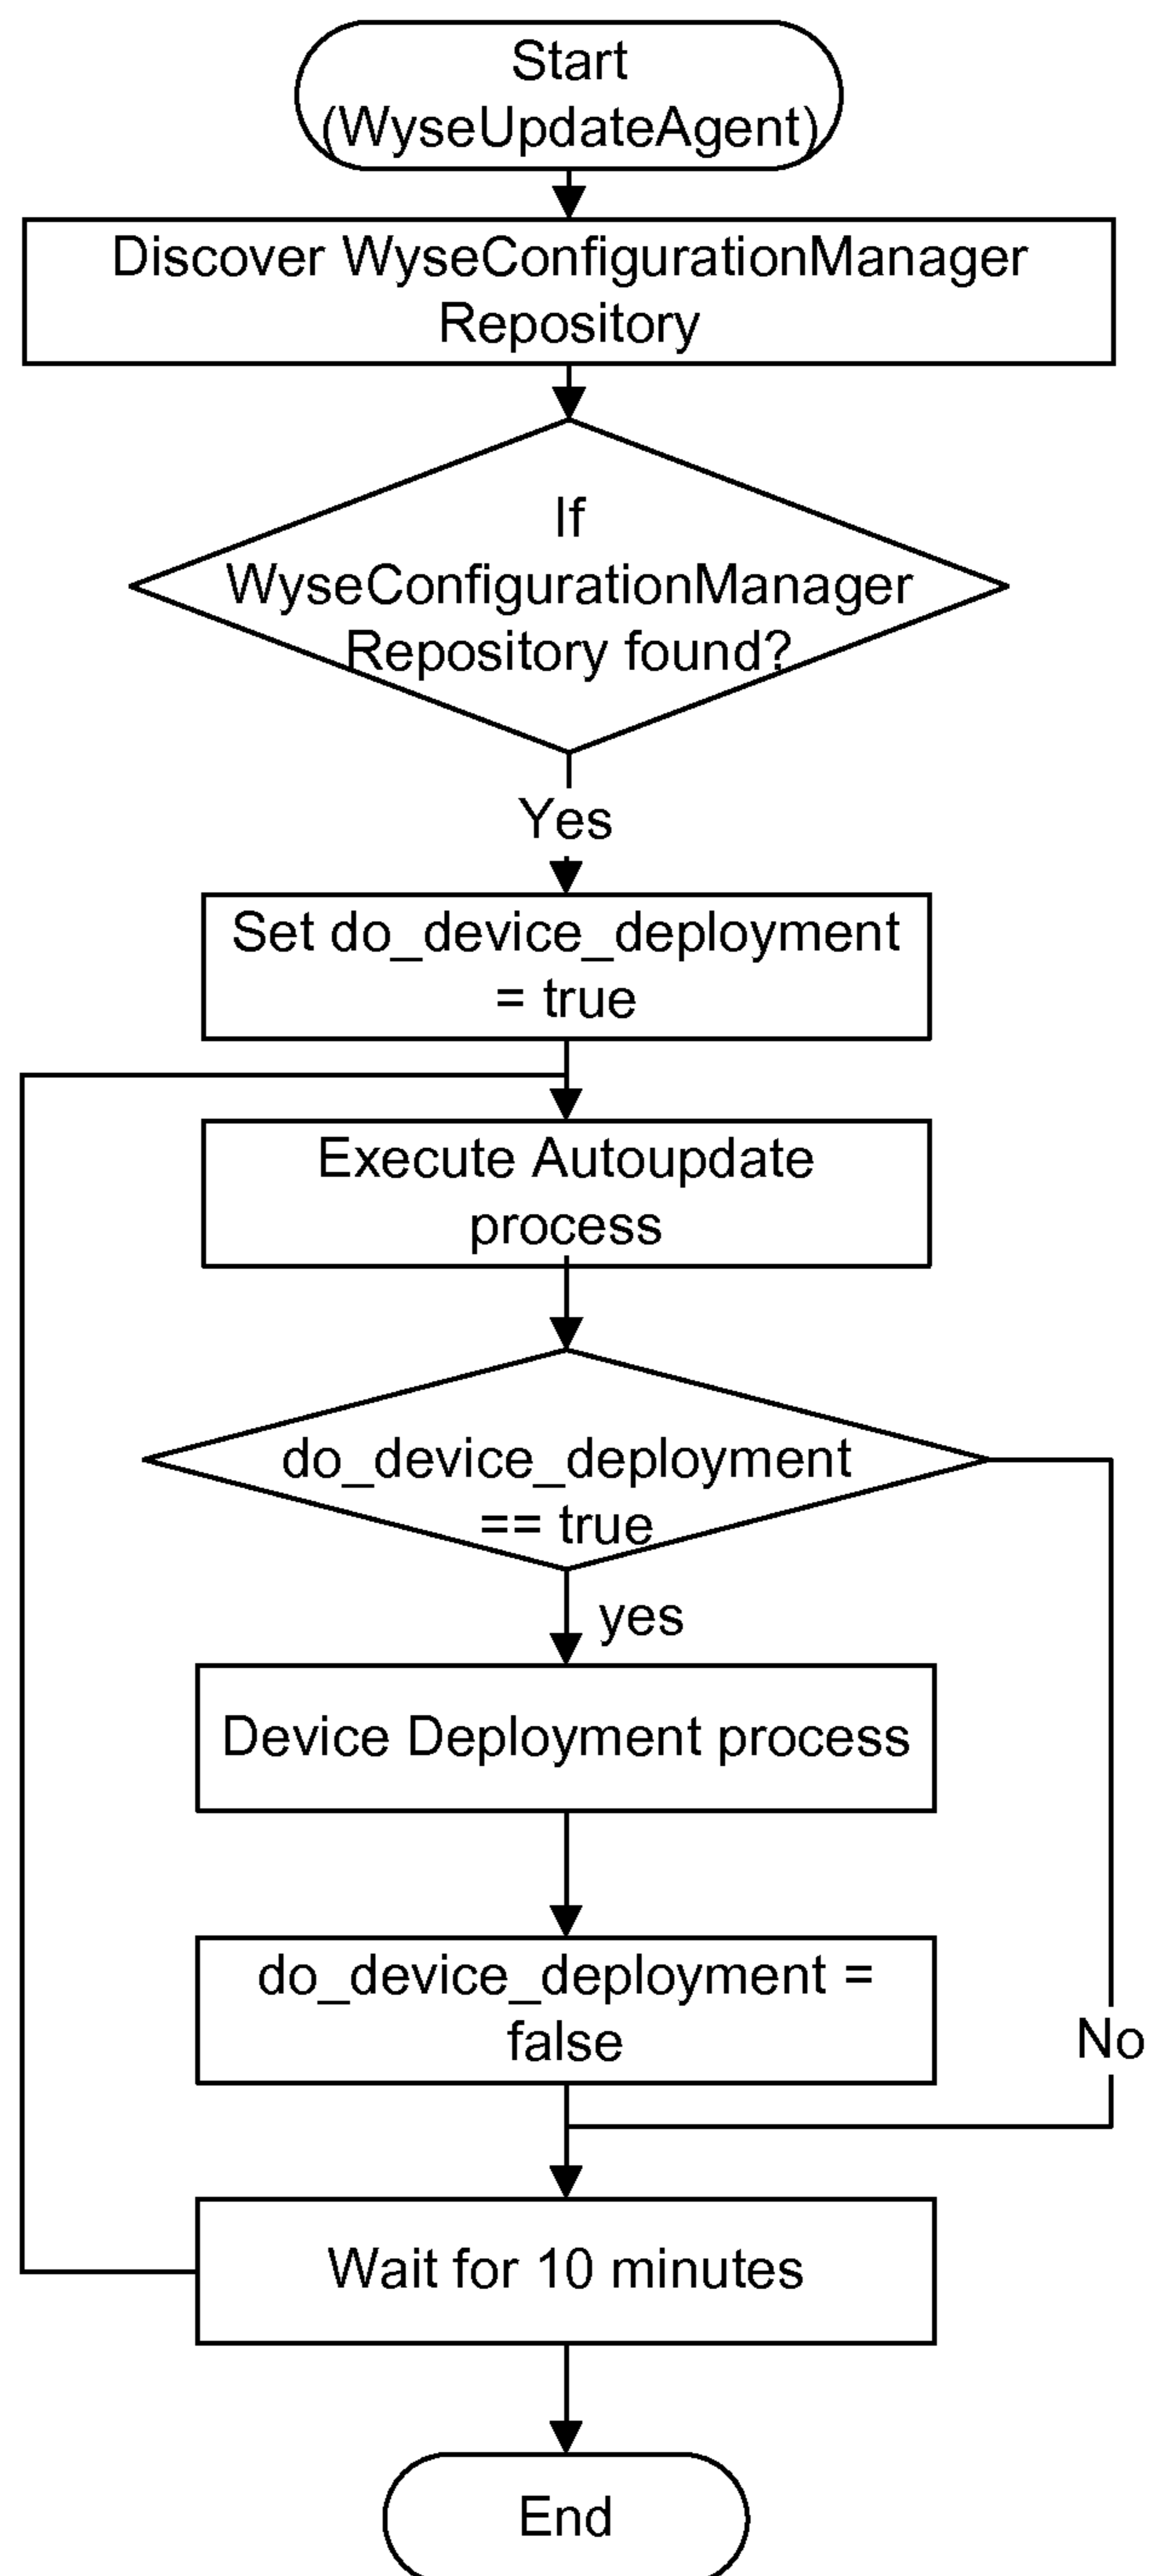 Start
(WyseUpdateAgent)
Discover WyseConfigurationManager
Repository
If
WyseConfigurationManager
Repository found?
Yes
Set do_device_deployment
= true
Execute Autoupdate
process
do_device_deployment
== true
yes
Device Deployment process
do_device_deployment =
false
No
Wait for 10 minutes
End